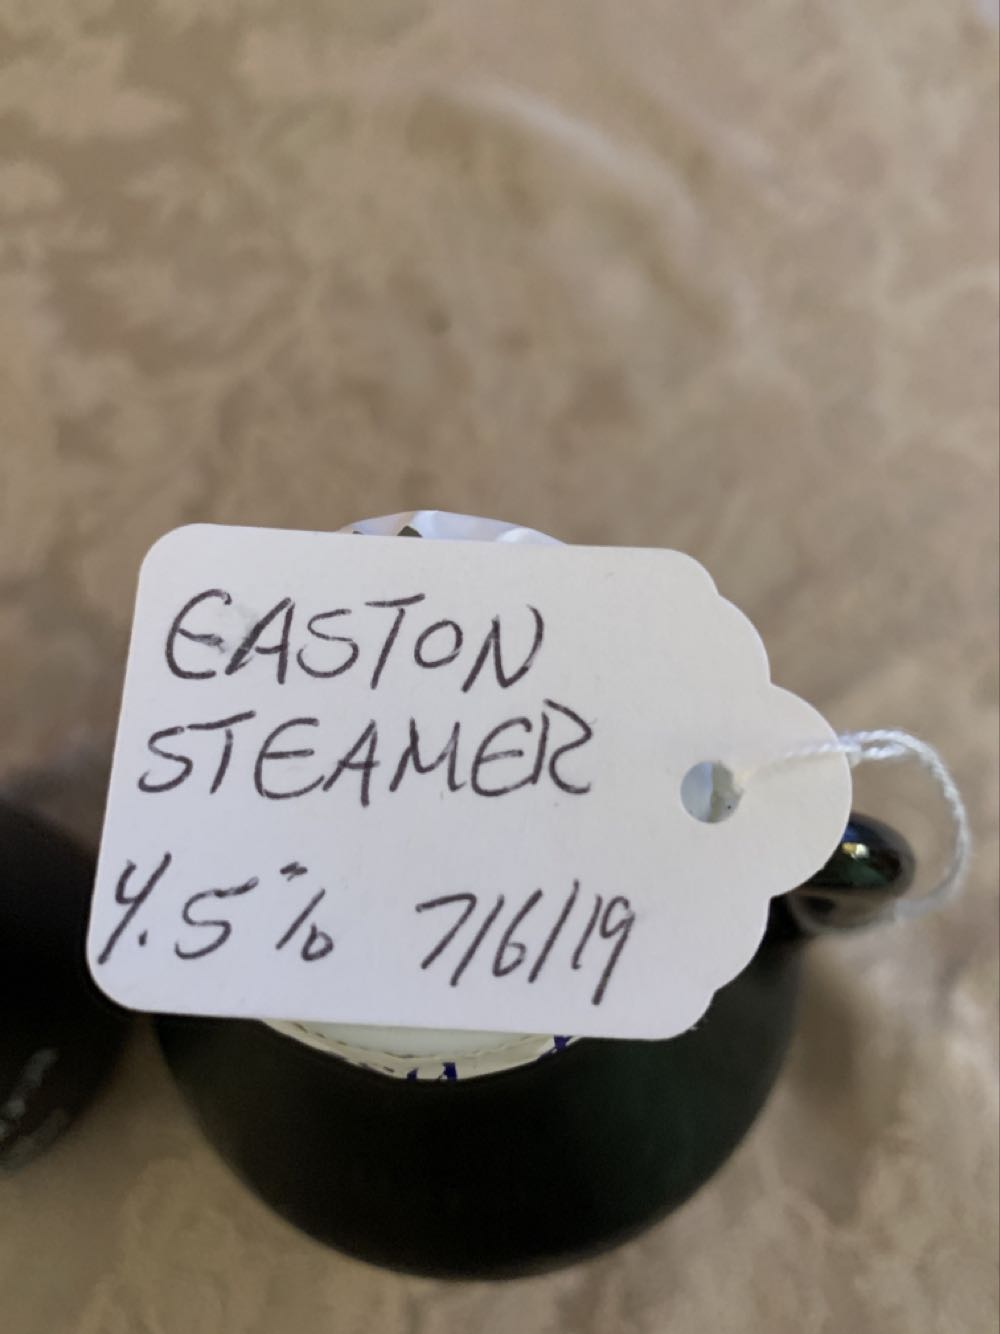 EASTON
STEAMER
4.5% 7/6/19